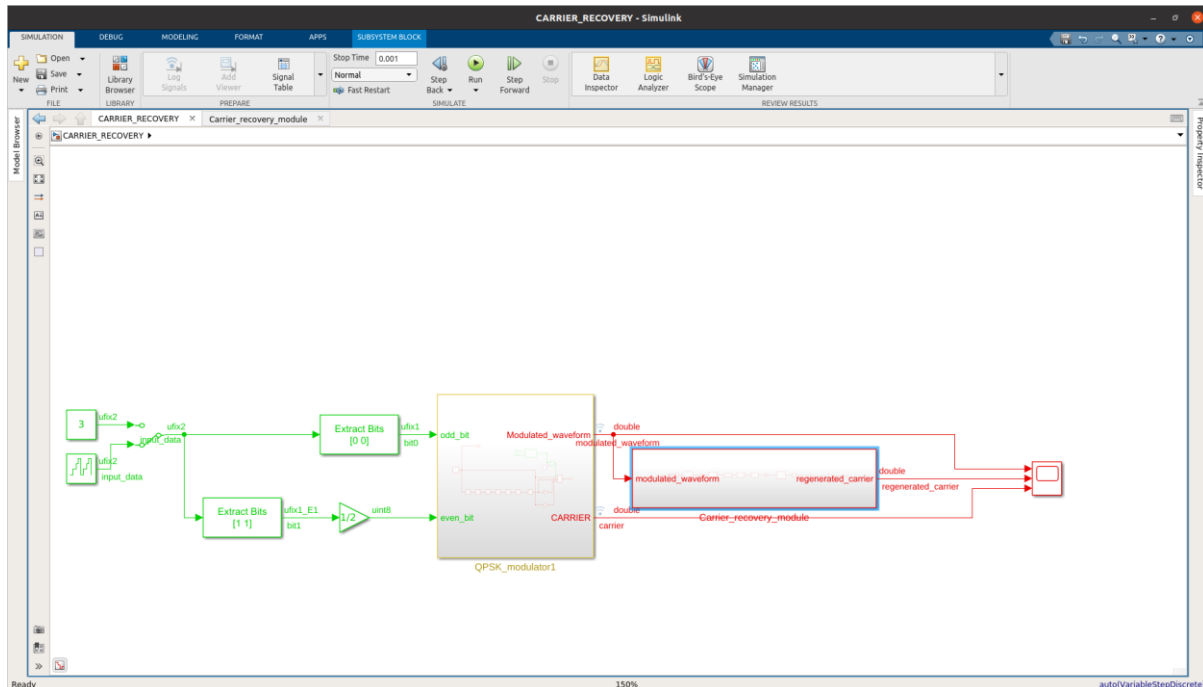 CARRIER_RECOVERY - Simulink
SIMULATION DEBUG MODELING FORMAT APPS SUBSYSTEM BLOCK
New
Open
Save
Print
FILE
Library
Browser
LIBRARY
Log
Signals
Add
Viewer
Signal
Table
PREPARE
Stop Time 0.001
Normal
Fast Restart
Step
Back
Run
Step
Forward
Stop
SIMULATE
Data
Inspector
Logic
Analyzer
Bird's-Eye
Scope
Simulation
Manager
REVIEW RESULTS
Model Browser
CARRIER_RECOVERY × Carrier_recovery_module ×
CARRIER_RECOVERY
Property Inspector
3
ufix2
ufix2
input_data
ufix2
input_data
Extract Bits
[0 0]
ufix1
bit0
Extract Bits
[1 1]
ufix1_E1
bit1
1/2
uint8
odd_bit
even_bit
Modulated_waveform
CARRIER
QPSK_modulator1
double
modulated_waveform
double
carrier
modulated_waveform
regenerated_carrier
Carrier_recovery_module
double
regenerated_carrier
Ready
150%
auto(VariableStepDiscrete